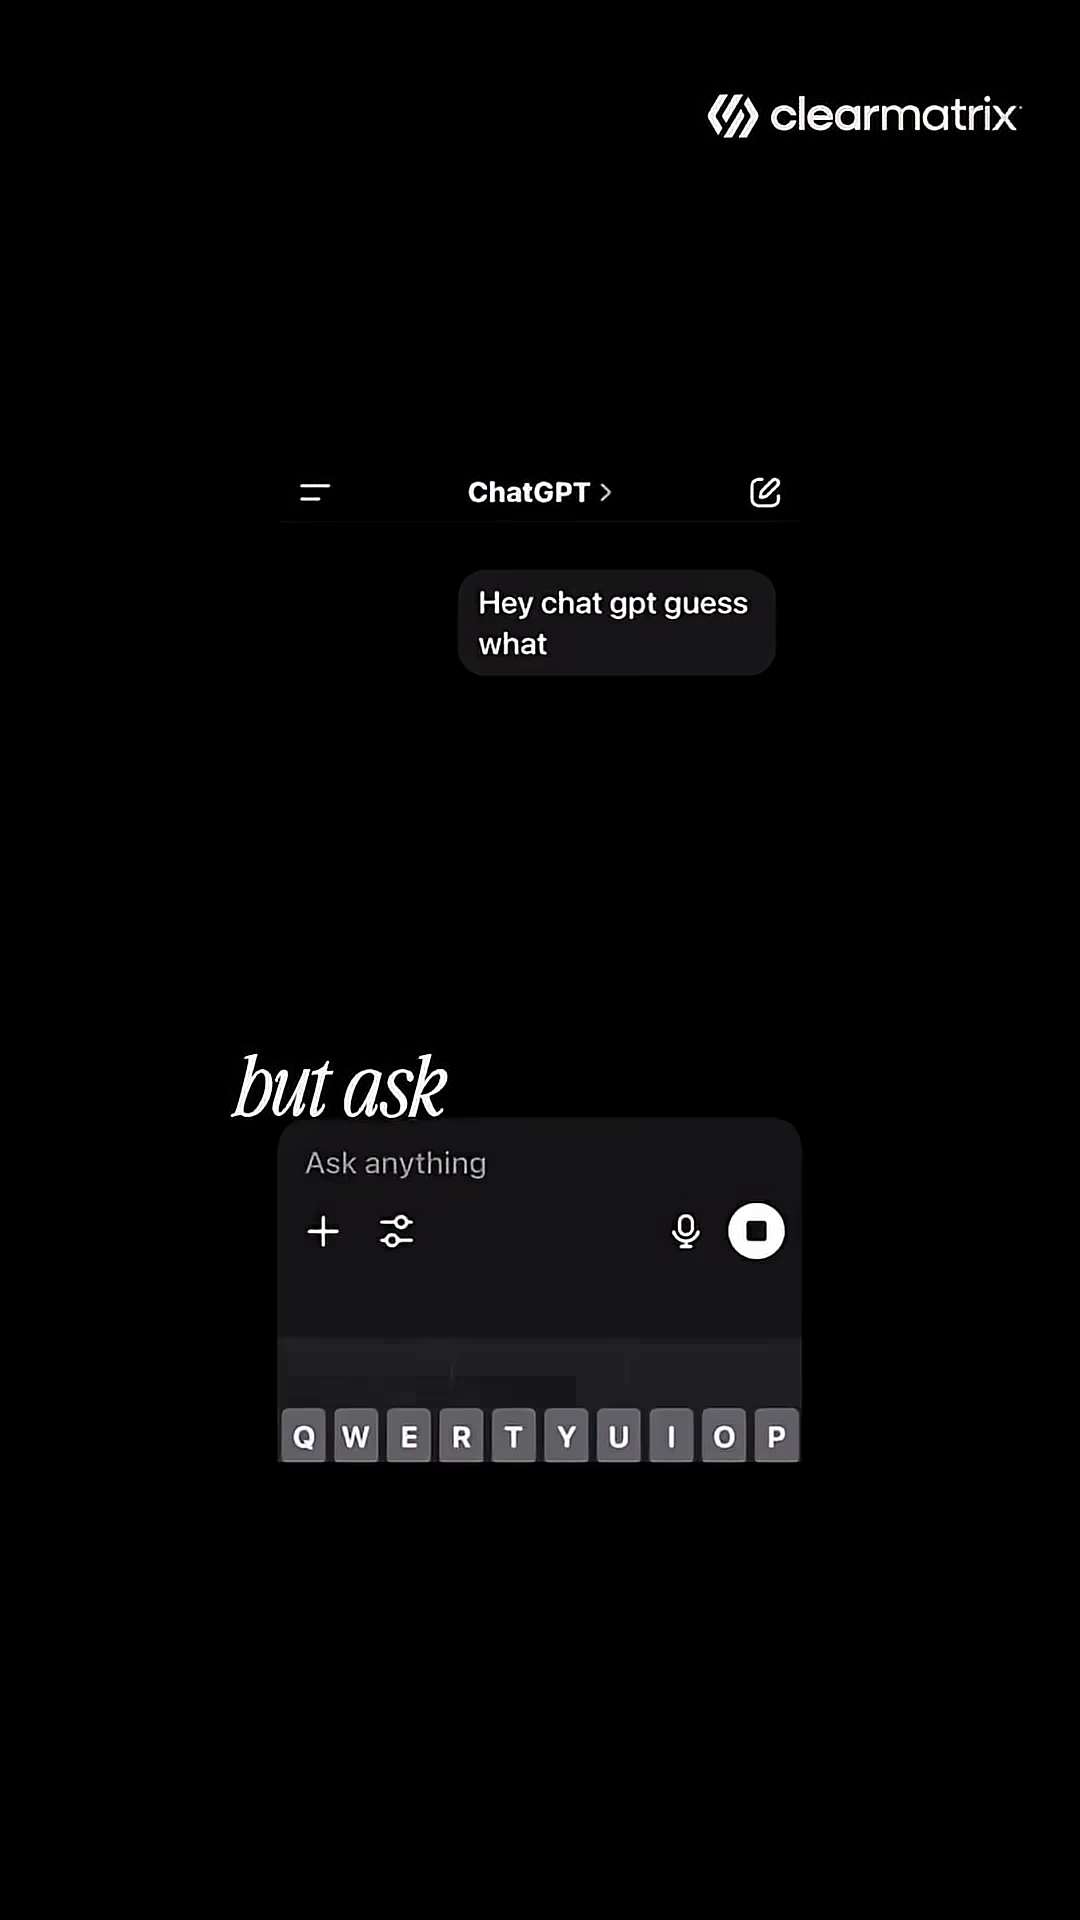 clearmatrix
ChatGPT >
Hey chat gpt guess
what
but ask
Ask anything
Q W E R T Y U I O P